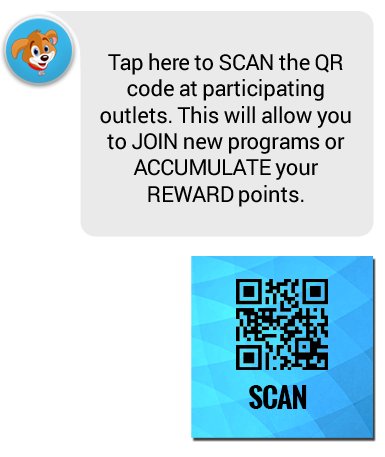 Tap here to SCAN the QR
code at participating
outlets. This will allow you
to JOIN new programs or
ACCUMULATE your
REWARD points.
SCAN